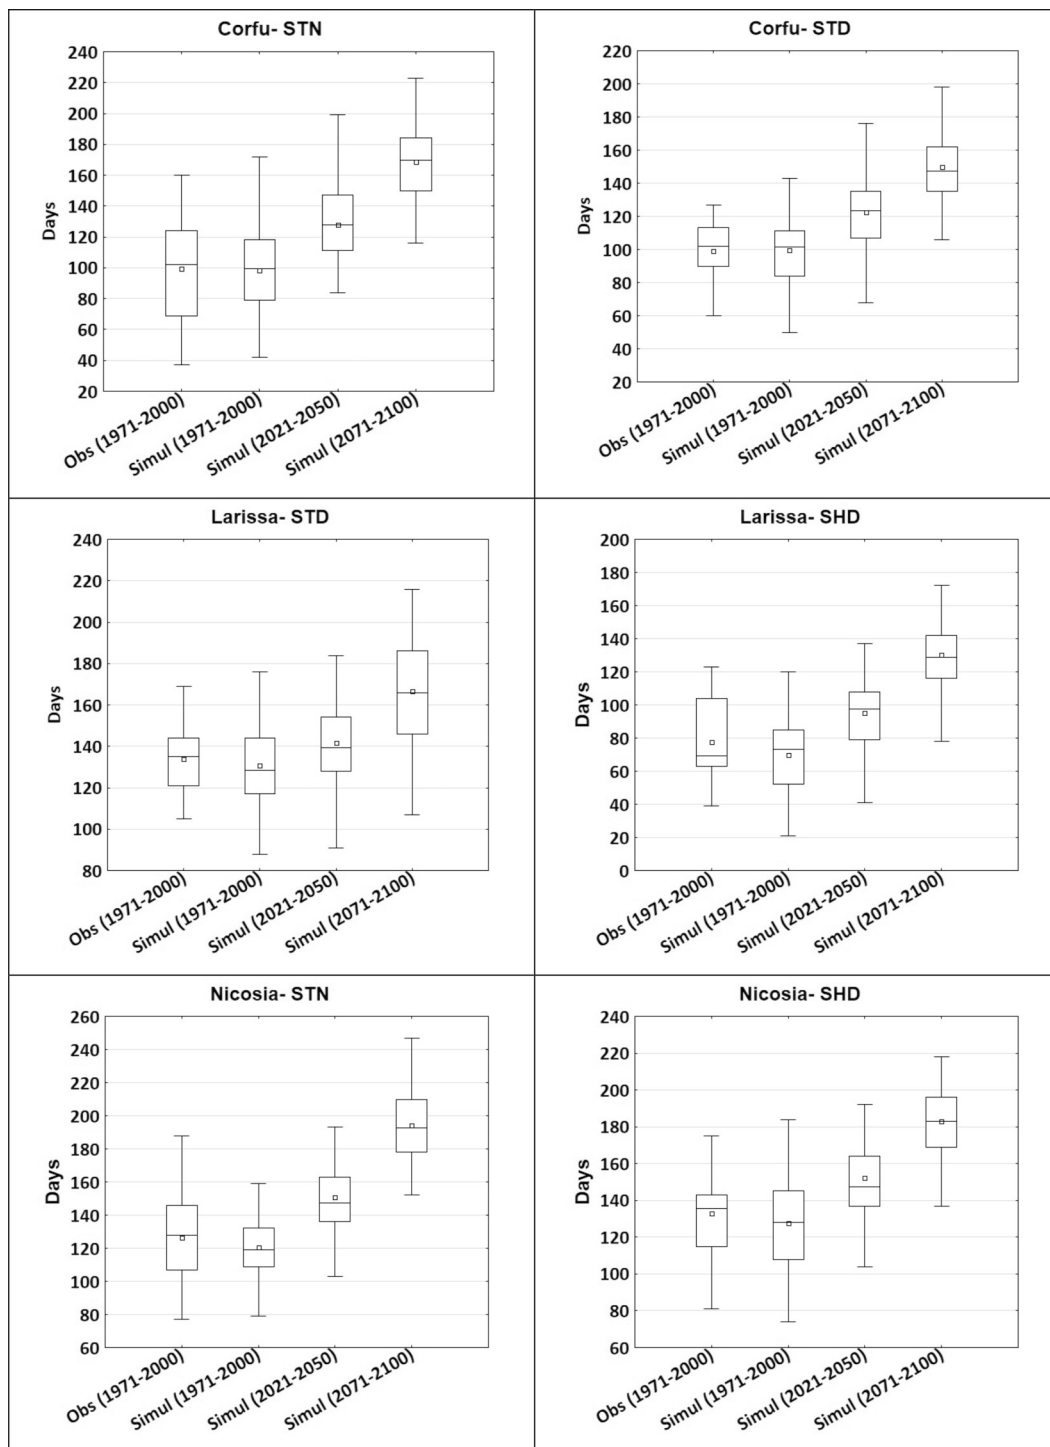 Corfu- STN
240
220
200
180
160
140
120
100
80
60
40
20
Days
Obs (1971-2000)
Simul (1971-2000)
Simul (2021-2050)
Simul (2071-2100)
Corfu- STD
220
200
180
160
140
120
100
80
60
40
20
Days
Obs (1971-2000)
Simul (1971-2000)
Simul (2021-2050)
Simul (2071-2100)
Larissa- STD
240
220
200
180
160
140
120
100
80
Days
Obs (1971-2000)
Simul (1971-2000)
Simul (2021-2050)
Simul (2071-2100)
Larissa- SHD
200
180
160
140
120
100
80
60
40
20
0
Days
Obs (1971-2000)
Simul (1971-2000)
Simul (2021-2050)
Simul (2071-2100)
Nicosia- STN
260
240
220
200
180
160
140
120
100
80
60
Days
Obs (1971-2000)
Simul (1971-2000)
Simul (2021-2050)
Simul (2071-2100)
Nicosia- SHD
240
220
200
180
160
140
120
100
80
60
Days
Obs (1971-2000)
Simul (1971-2000)
Simul (2021-2050)
Simul (2071-2100)